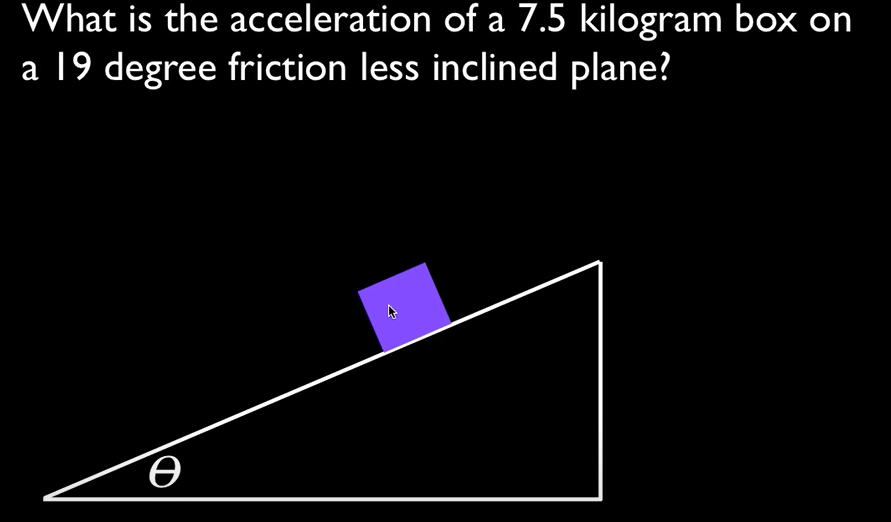 What is the acceleration of a 7.5 kilogram box on
a 19 degree friction less inclined plane?
Θ